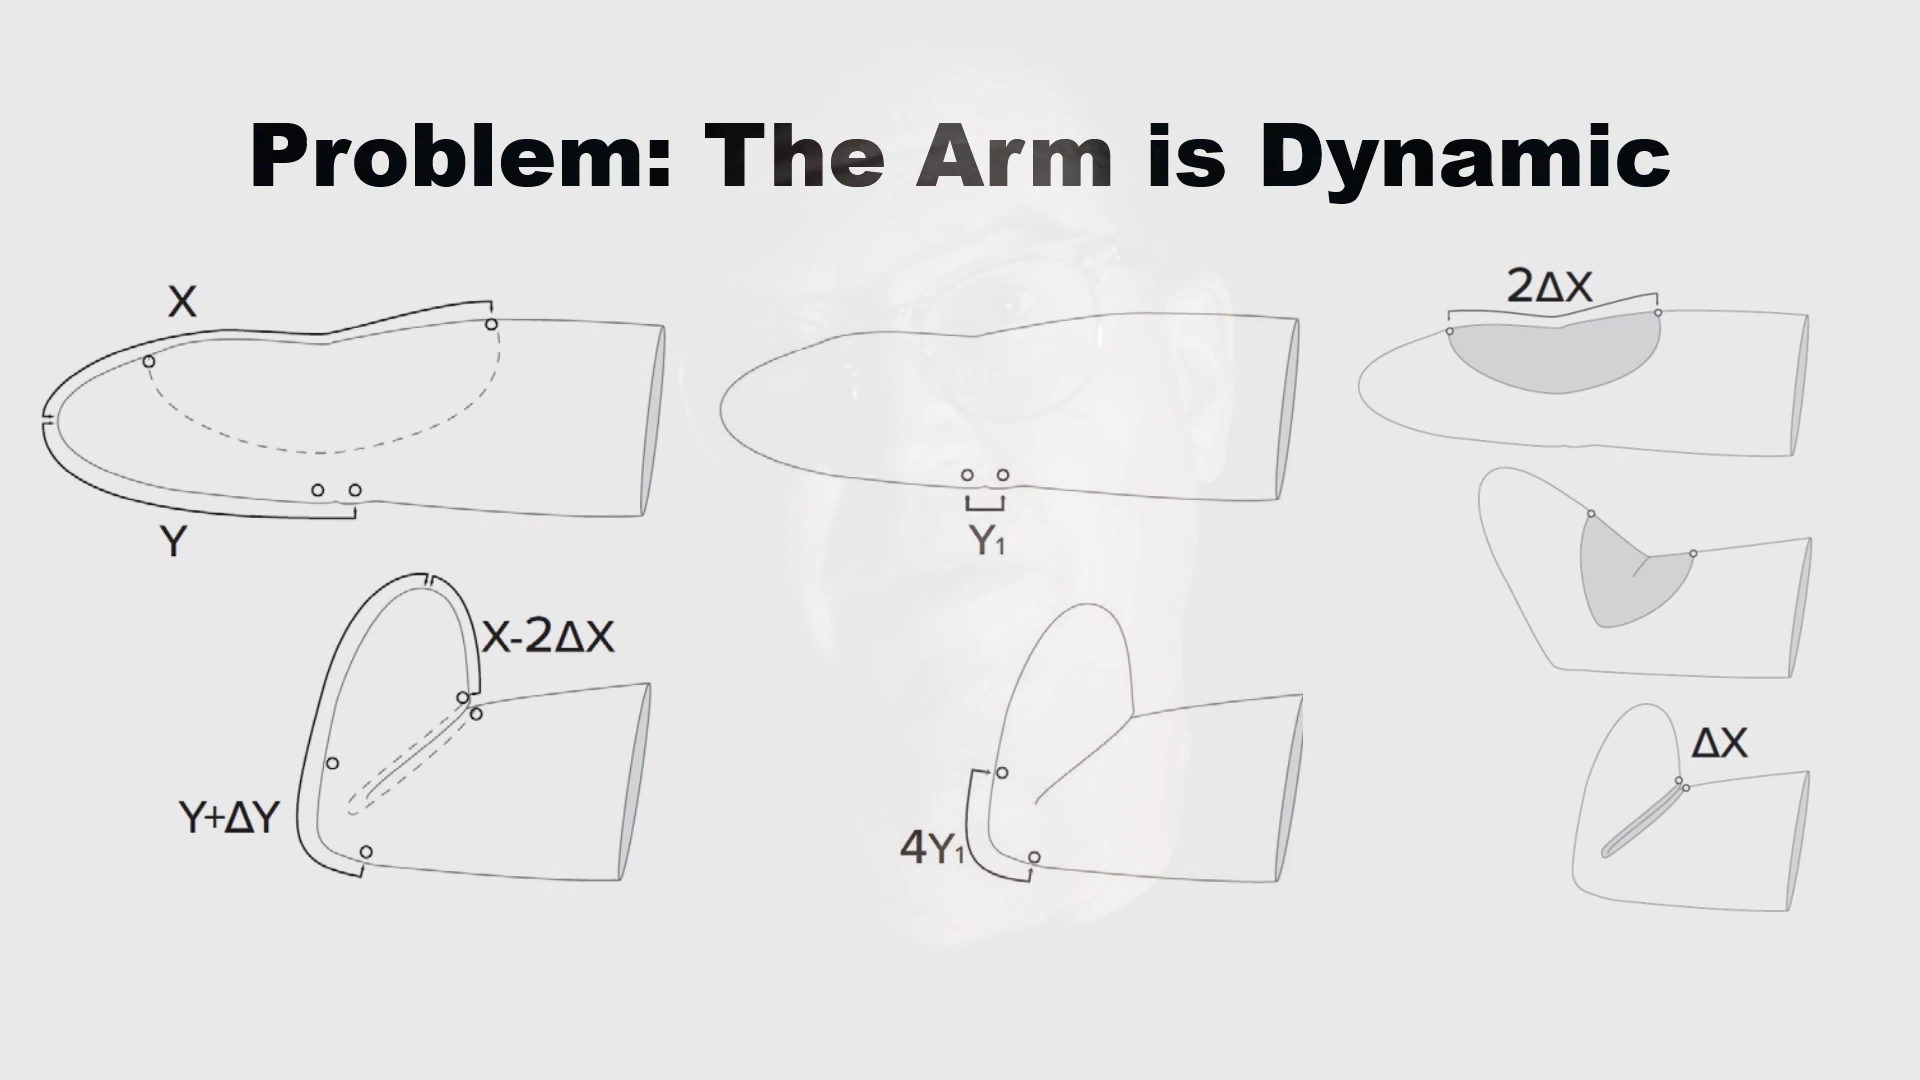 Problem: The Arm is Dynamic
X
Y
X-2ΔX
Y+ΔY
Y₁
4Y₁
2ΔX
ΔX